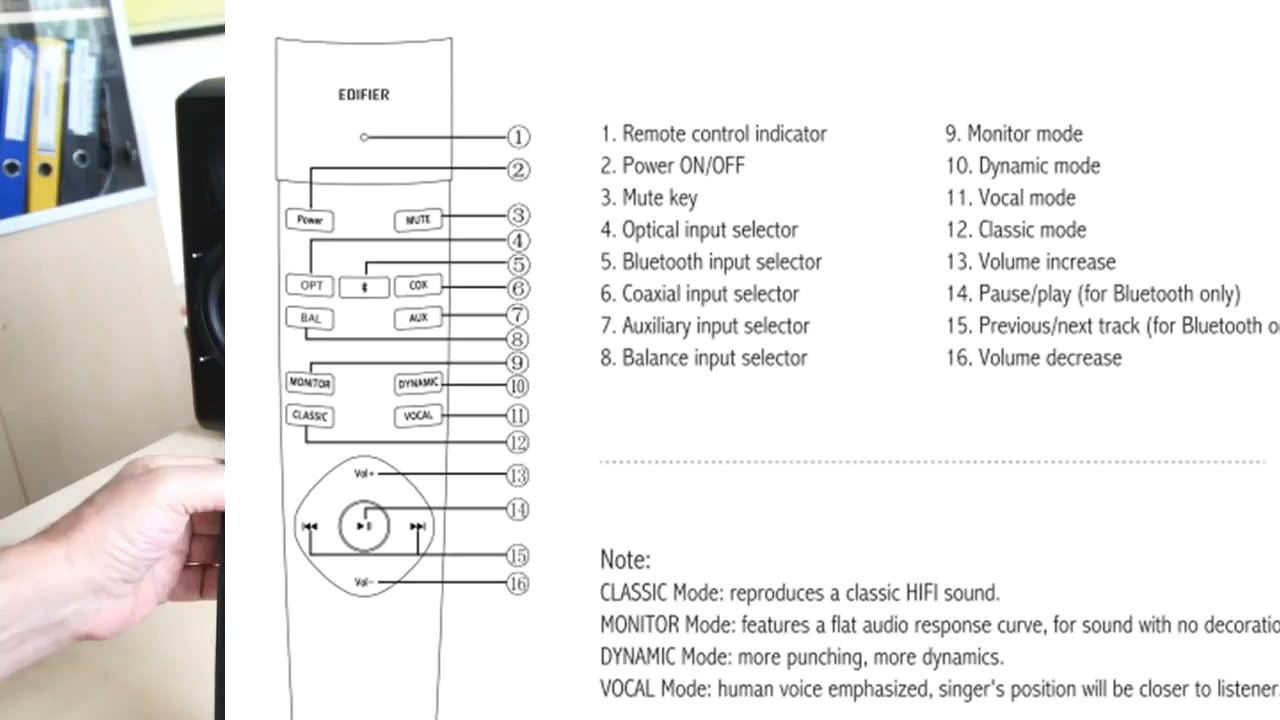 EDIFIER
①
②
Power
MUTE
③
④
⑤
OPT
COX
⑥
BAL
AUX
⑦
⑧
⑨
MONITOR
DYNAMIC
⑩
CLASSIC
VOCAL
⑪
⑫
Vol+
⑬
⑭
⑮
Vol-
⑯
1. Remote control indicator
2. Power ON/OFF
3. Mute key
4. Optical input selector
5. Bluetooth input selector
6. Coaxial input selector
7. Auxiliary input selector
8. Balance input selector
9. Monitor mode
10. Dynamic mode
11. Vocal mode
12. Classic mode
13. Volume increase
14. Pause/play (for Bluetooth only)
15. Previous/next track (for Bluetooth
16. Volume decrease
Note:
CLASSIC Mode: reproduces a classic HIFI sound.
MONITOR Mode: features a flat audio response curve, for sound with no
DYNAMIC Mode: more punching, more dynamics.
VOCAL Mode: human voice emphasized, singer's position will be closer to listener.